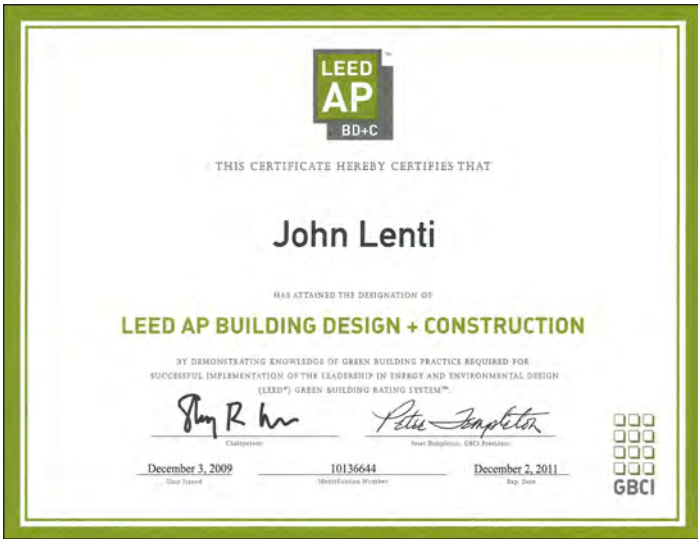 LEED
AP
BD+C
THIS CERTIFICATE HEREBY CERTIFIES THAT
John Lenti
HAS ATTAINED THE DESIGNATION OF
LEED AP BUILDING DESIGN + CONSTRUCTION
BY DEMONSTRATING KNOWLEDGE OF GREEN BUILDING PRACTICE REQUIRED FOR
SUCCESSFUL IMPLEMENTATION OF THE LEADERSHIP IN ENERGY AND ENVIRONMENTAL DESIGN
(LEED®) GREEN BUILDING RATING SYSTEM™.
Peter Templeton
Chairperson
Peter Templeton, GBCI President
December 3, 2009 10136644 December 2, 2011
Date Issued Identification Number Exp. Date
GBCI